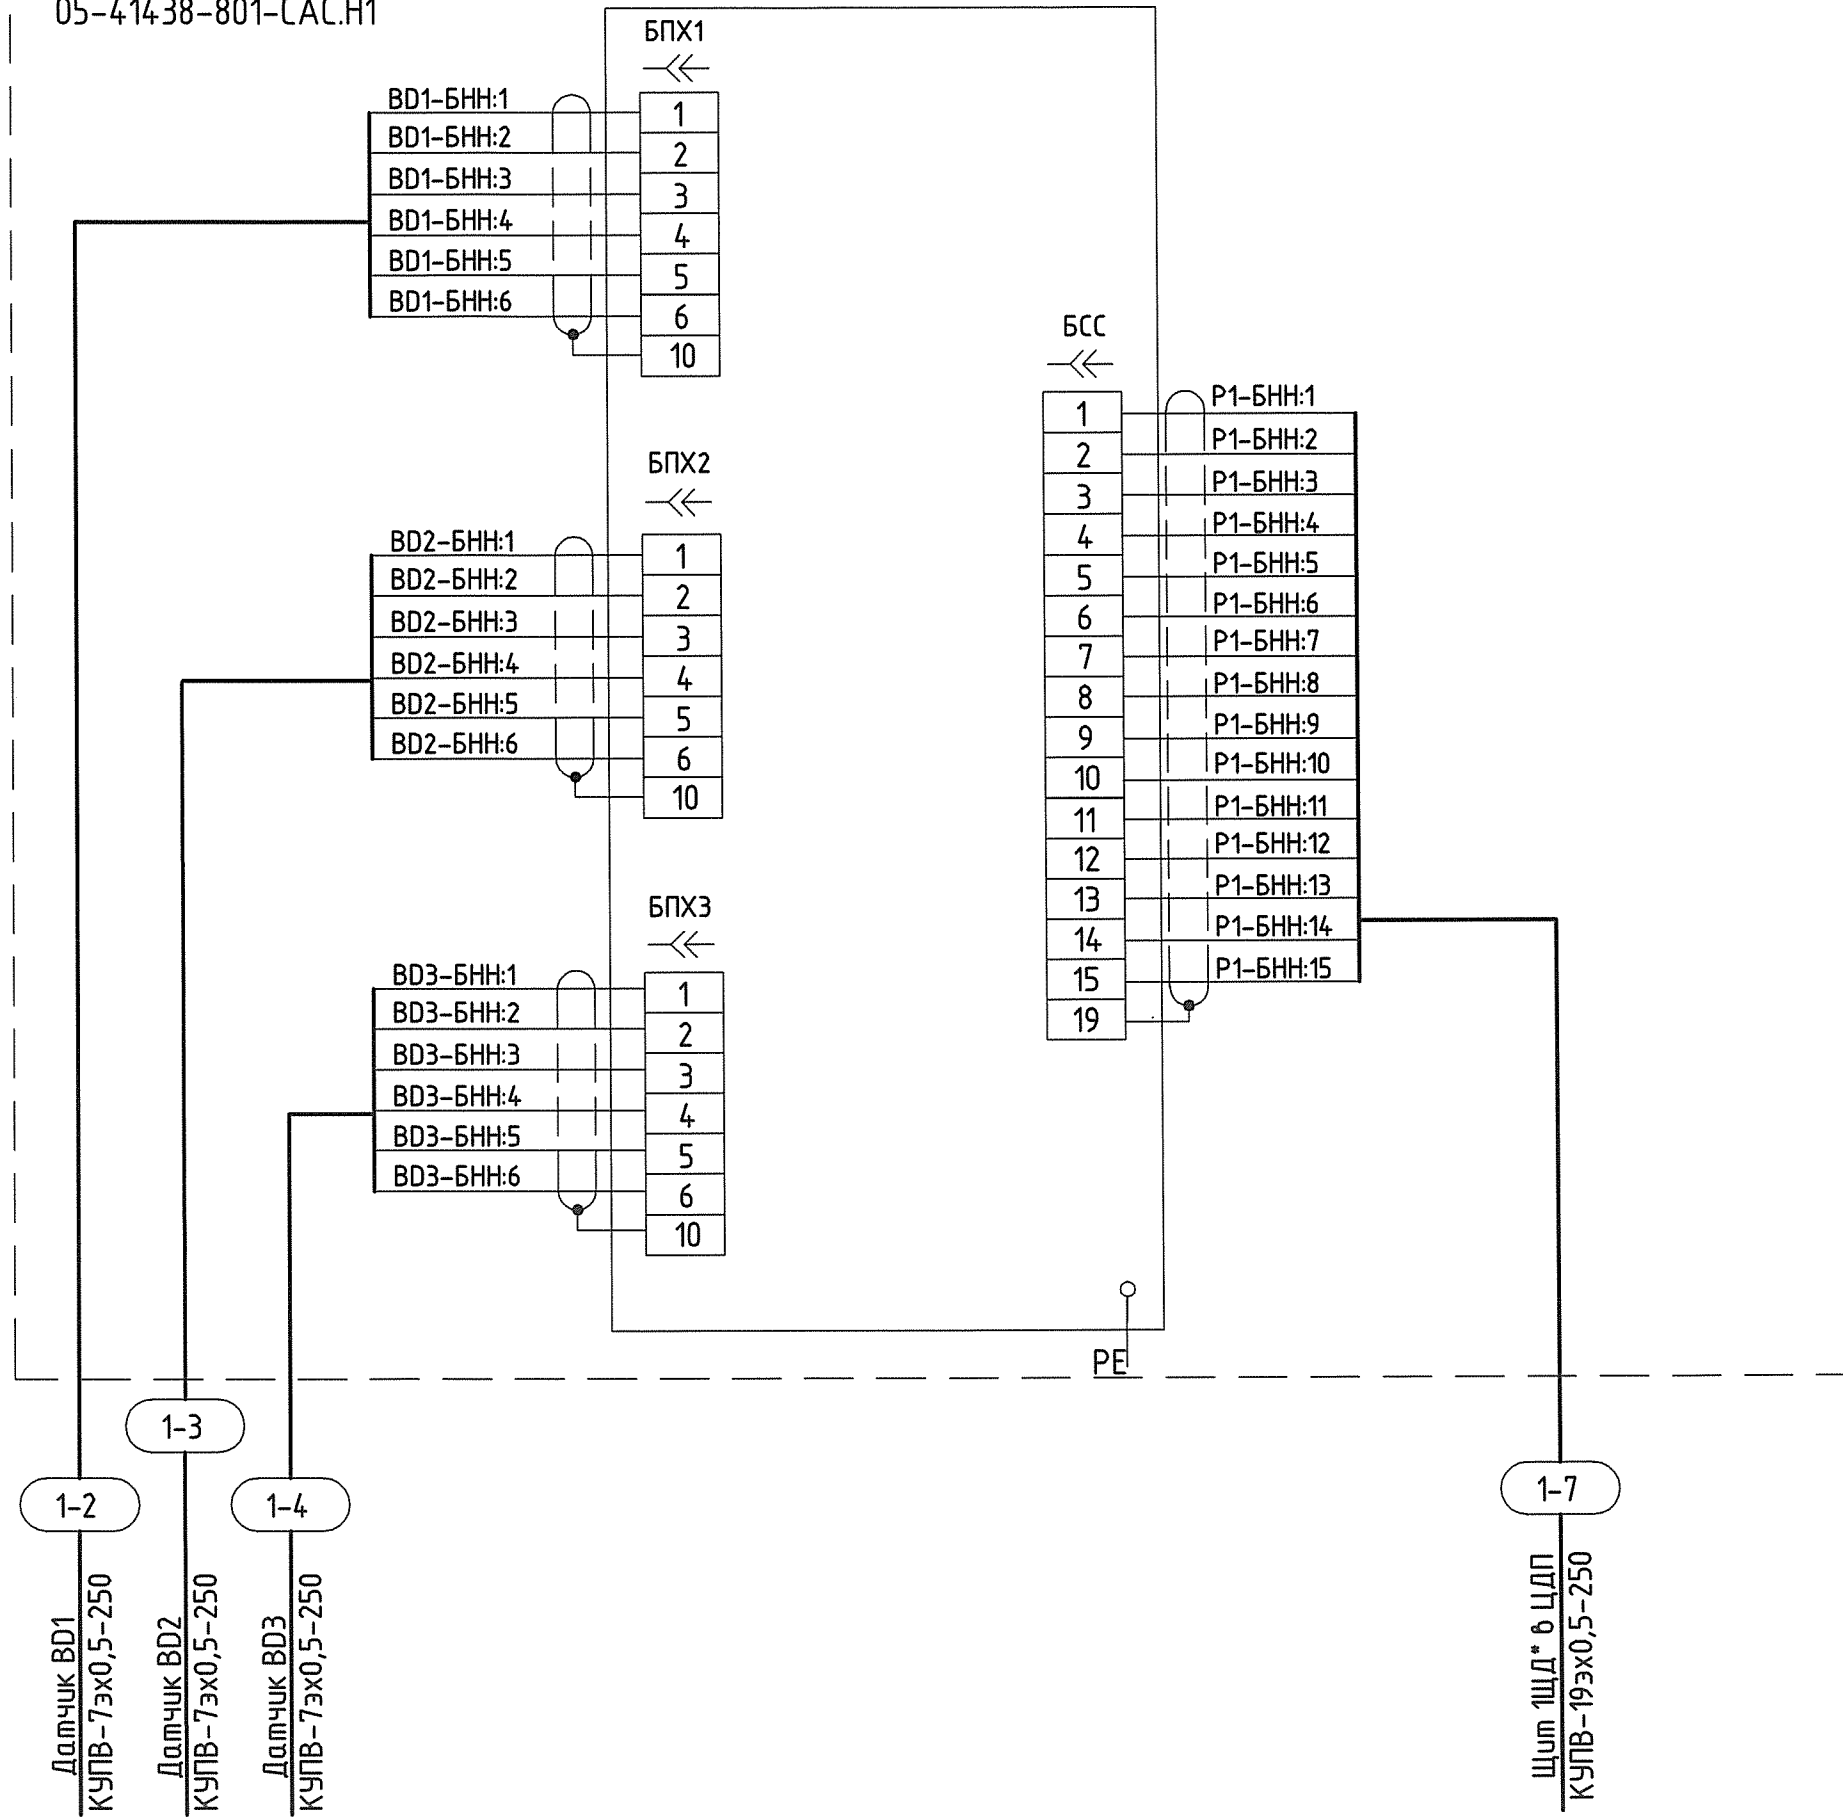 05-41438-801-САС.Н1
БПХ1
BD1-БНН:1
BD1-БНН:2
BD1-БНН:3
BD1-БНН:4
BD1-БНН:5
BD1-БНН:6
1
2
3
4
5
6
10
БПХ2
BD2-БНН:1
BD2-БНН:2
BD2-БНН:3
BD2-БНН:4
BD2-БНН:5
BD2-БНН:6
1
2
3
4
5
6
10
БПХ3
BD3-БНН:1
BD3-БНН:2
BD3-БНН:3
BD3-БНН:4
BD3-БНН:5
BD3-БНН:6
1
2
3
4
5
6
10
БСС
1
2
3
4
5
6
7
8
9
10
11
12
13
14
15
19
P1-БНН:1
P1-БНН:2
P1-БНН:3
P1-БНН:4
P1-БНН:5
P1-БНН:6
P1-БНН:7
P1-БНН:8
P1-БНН:9
P1-БНН:10
P1-БНН:11
P1-БНН:12
P1-БНН:13
P1-БНН:14
P1-БНН:15
PE
1-2
1-3
1-4
1-7
Датчик BD1
КУПВ-7эх0,5-250
Датчик BD2
КУПВ-7эх0,5-250
Датчик BD3
КУПВ-7эх0,5-250
Щит 1ЩД* в ЦДП
КУПВ-19эх0,5-250